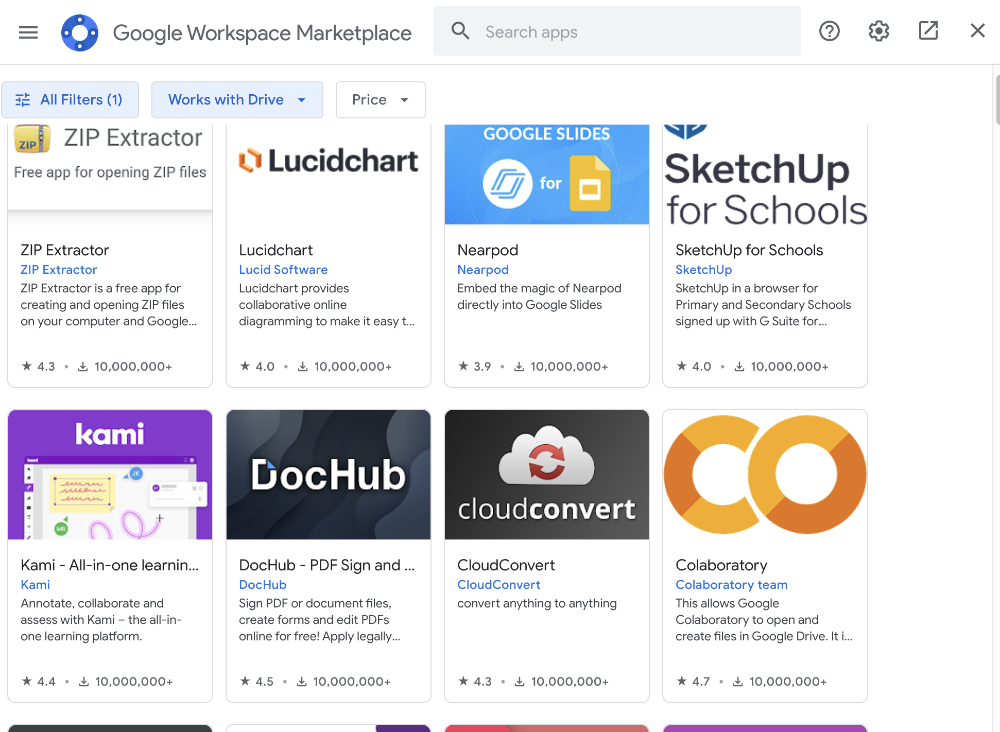 Google Workspace Marketplace
Search apps
All Filters (1)
Works with Drive
Price
ZIP
ZIP Extractor
Free app for opening ZIP files
ZIP Extractor
ZIP Extractor
ZIP Extractor is a free app for
creating and opening ZIP files
on your computer and Google...
4.3 • 10,000,000+
Lucidchart
Lucidchart
Lucid Software
Lucidchart provides
collaborative online
diagramming to make it easy t...
4.0 • 10,000,000+
GOOGLE SLIDES
for
Nearpod
Nearpod
Embed the magic of Nearpod
directly into Google Slides
3.9 • 10,000,000+
SketchUp
for Schools
SketchUp for Schools
SketchUp
SketchUp in a browser for
Primary and Secondary Schools
signed up with G Suite for...
4.0 • 10,000,000+
kami
kami
JK
MR
Kami - All-in-one learnin...
Kami
Annotate, collaborate and
assess with Kami – the all-in-
one learning platform.
4.4 • 10,000,000+
DocHub
DocHub - PDF Sign and ...
DocHub
Sign PDF or document files,
create forms and edit PDFs
online for free! Apply legally...
4.5 • 10,000,000+
cloudconvert
CloudConvert
CloudConvert
convert anything to anything
4.3 • 10,000,000+
CO
Colaboratory
Colaboratory team
This allows Google
Colaboratory to open and
create files in Google Drive. It i...
4.7 • 10,000,000+